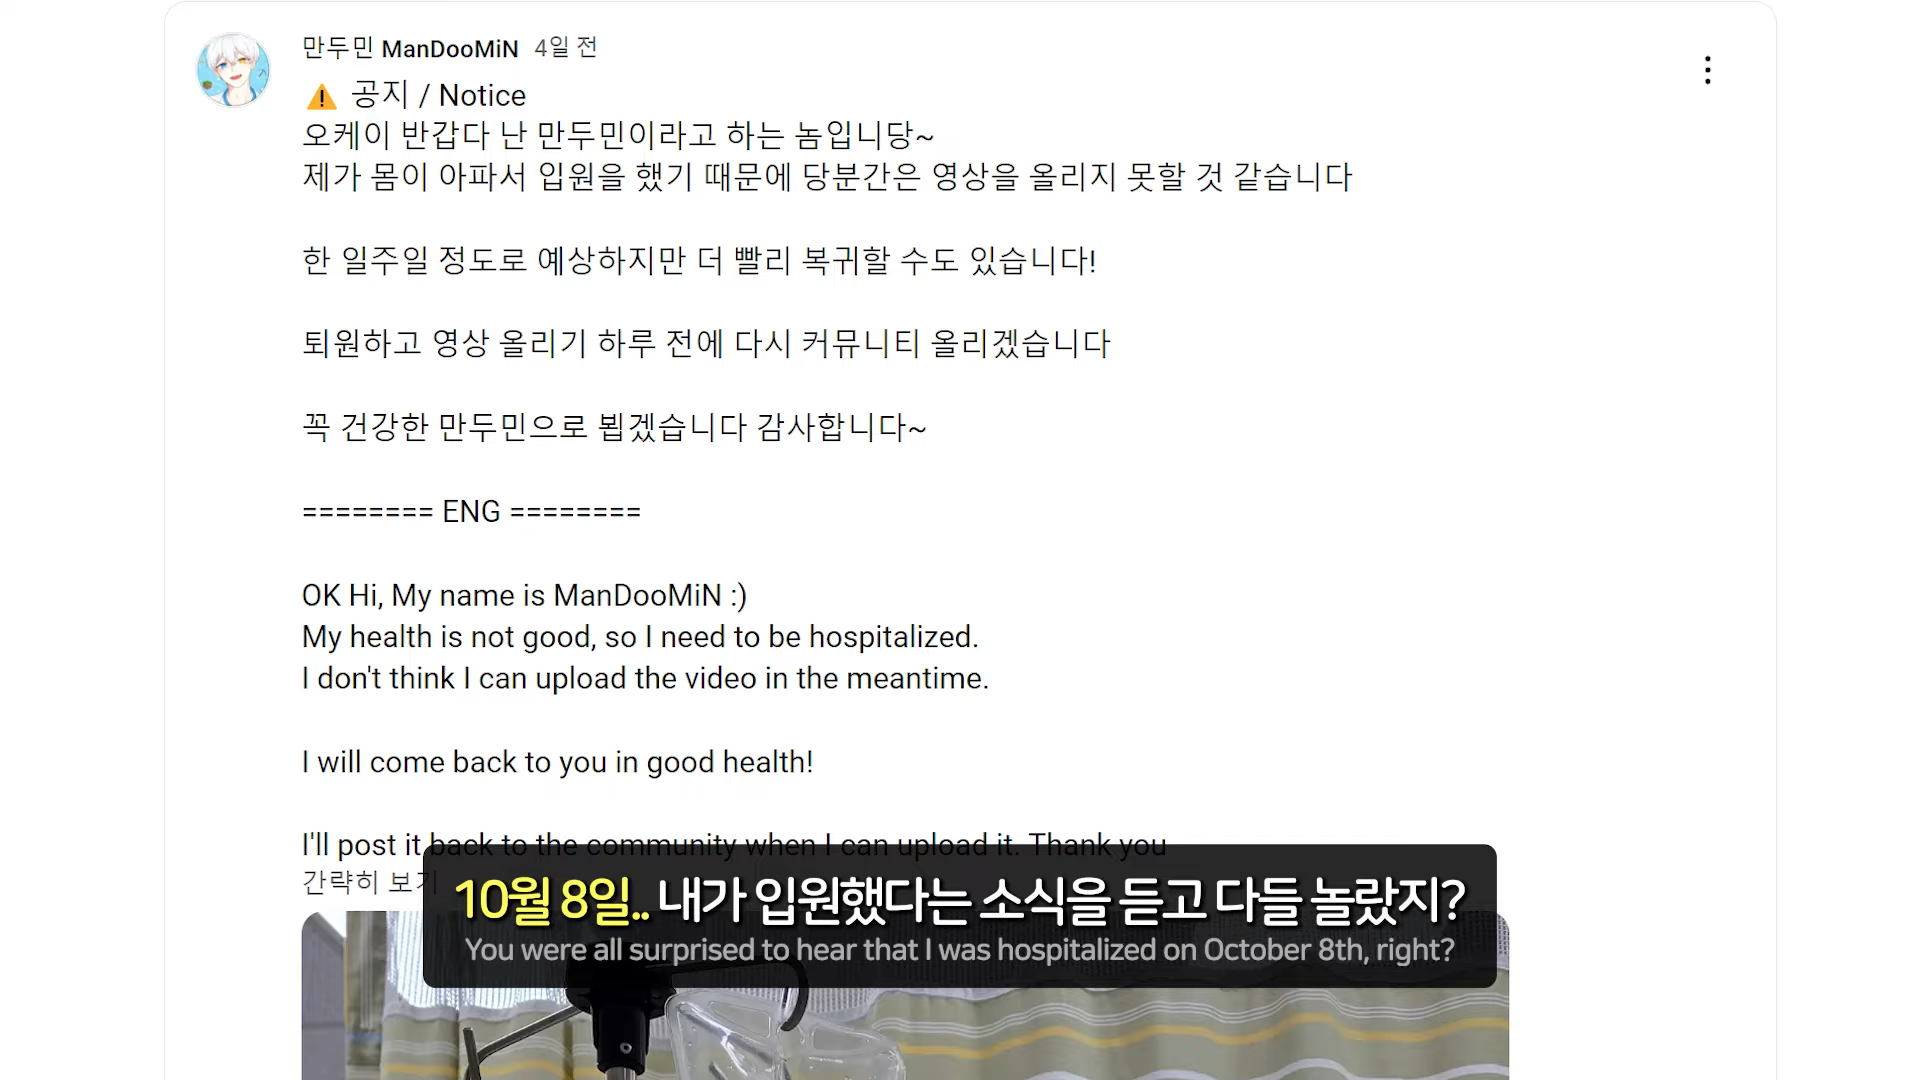 만두민 ManDooMiN 4일 전
⚠ 공지 / Notice
오케이 반갑다 난 만두민이라고 하는 놈입니당~
제가 몸이 아파서 입원을 했기 때문에 당분간은 영상을 올리지 못할 것 같습니다
한 일주일 정도로 예상하지만 더 빨리 복귀할 수도 있습니다!
퇴원하고 영상 올리기 하루 전에 다시 커뮤니티 올리겠습니다
꼭 건강한 만두민으로 뵙겠습니다 감사합니다~
======== ENG ========
OK Hi, My name is ManDooMiN :)
My health is not good, so I need to be hospitalized.
I don't think I can upload the video in the meantime.
I will come back to you in good health!
I'll post it back to the community when I can upload it. Thank you
간략히 보기
10월 8일.. 내가 입원했다는 소식을 듣고 다들 놀랐지?
You were all surprised to hear that I was hospitalized on October 8th, right?